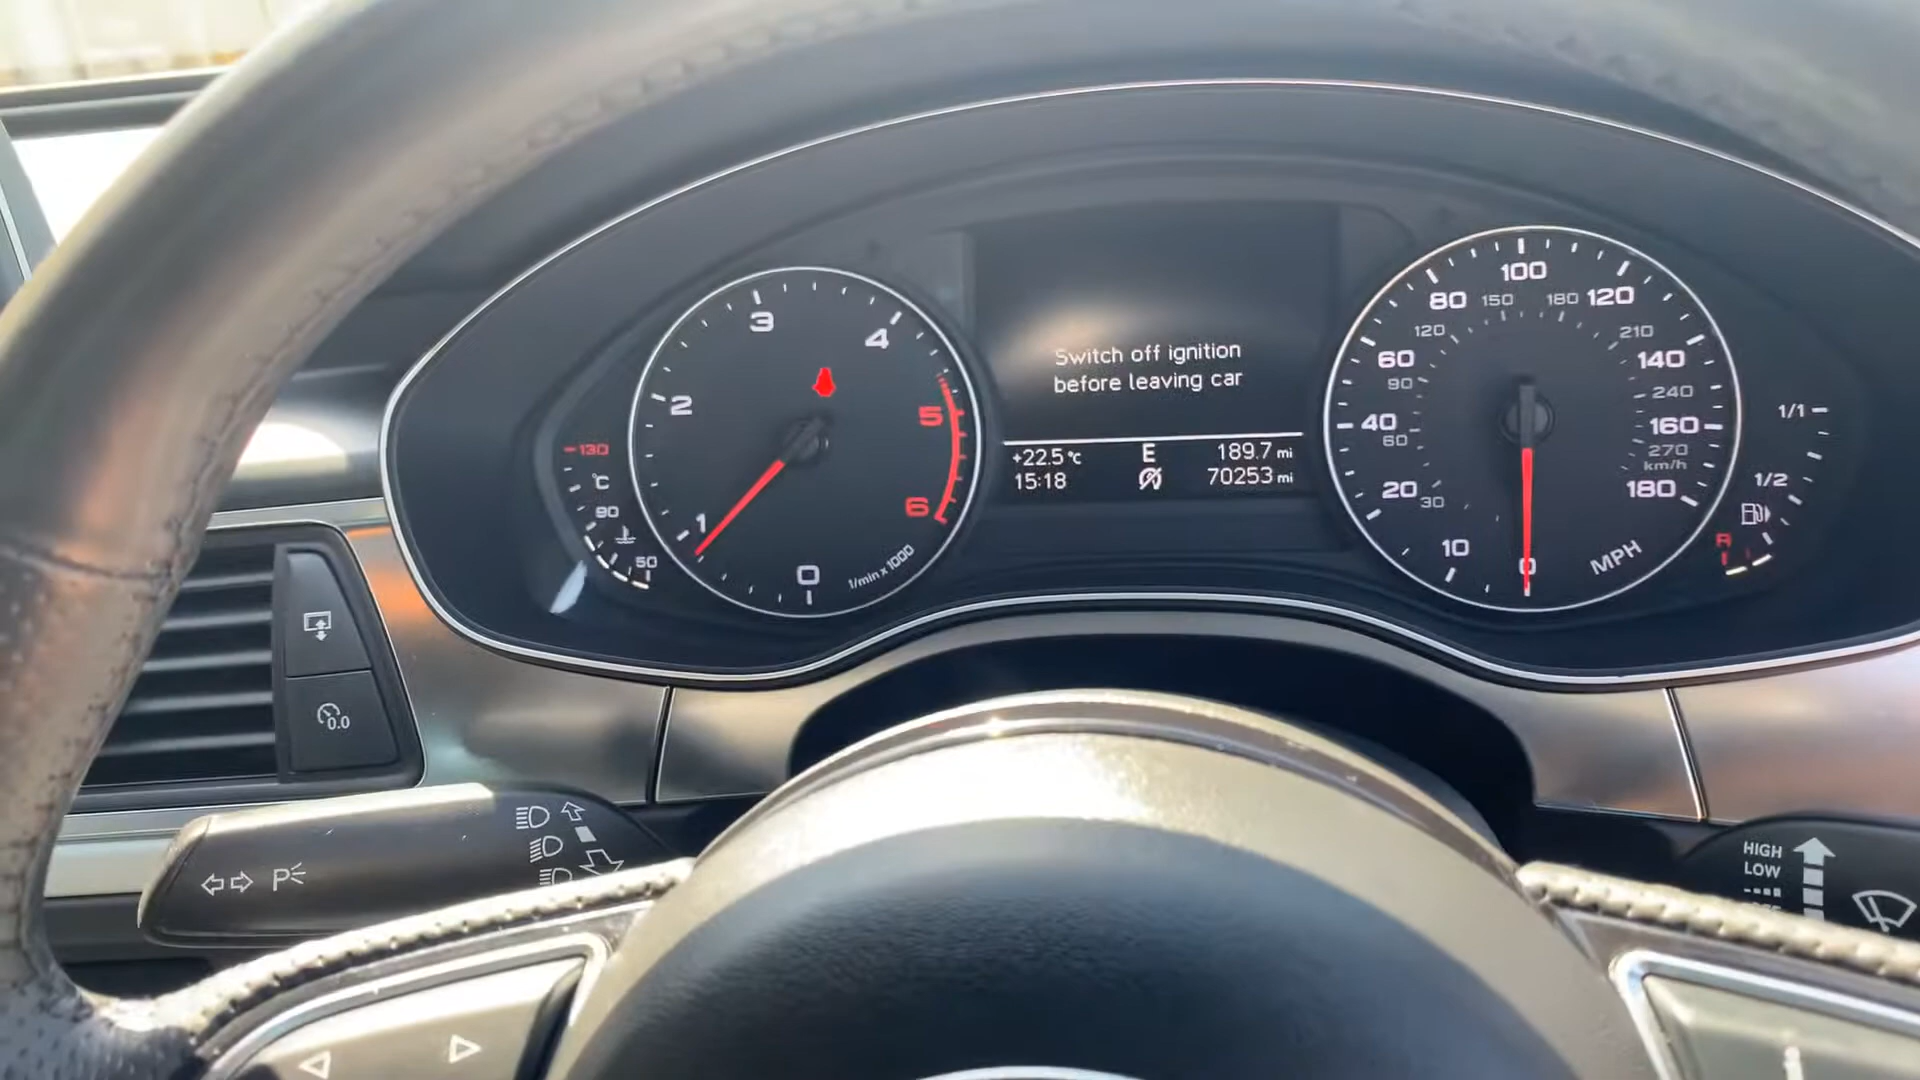 3
4
2
5
1
6
0
1/min x 1000
130
°C
90
50
Switch off ignition
before leaving car
+22.5°C E 189.7 mi
15:18 70253 mi
100
80 150 180 120
120 210
60 140
90 240
40 160
60 270
km/h
20 30 180
10 0 MPH
1/1
1/2
R
0.0
P
HIGH
LOW